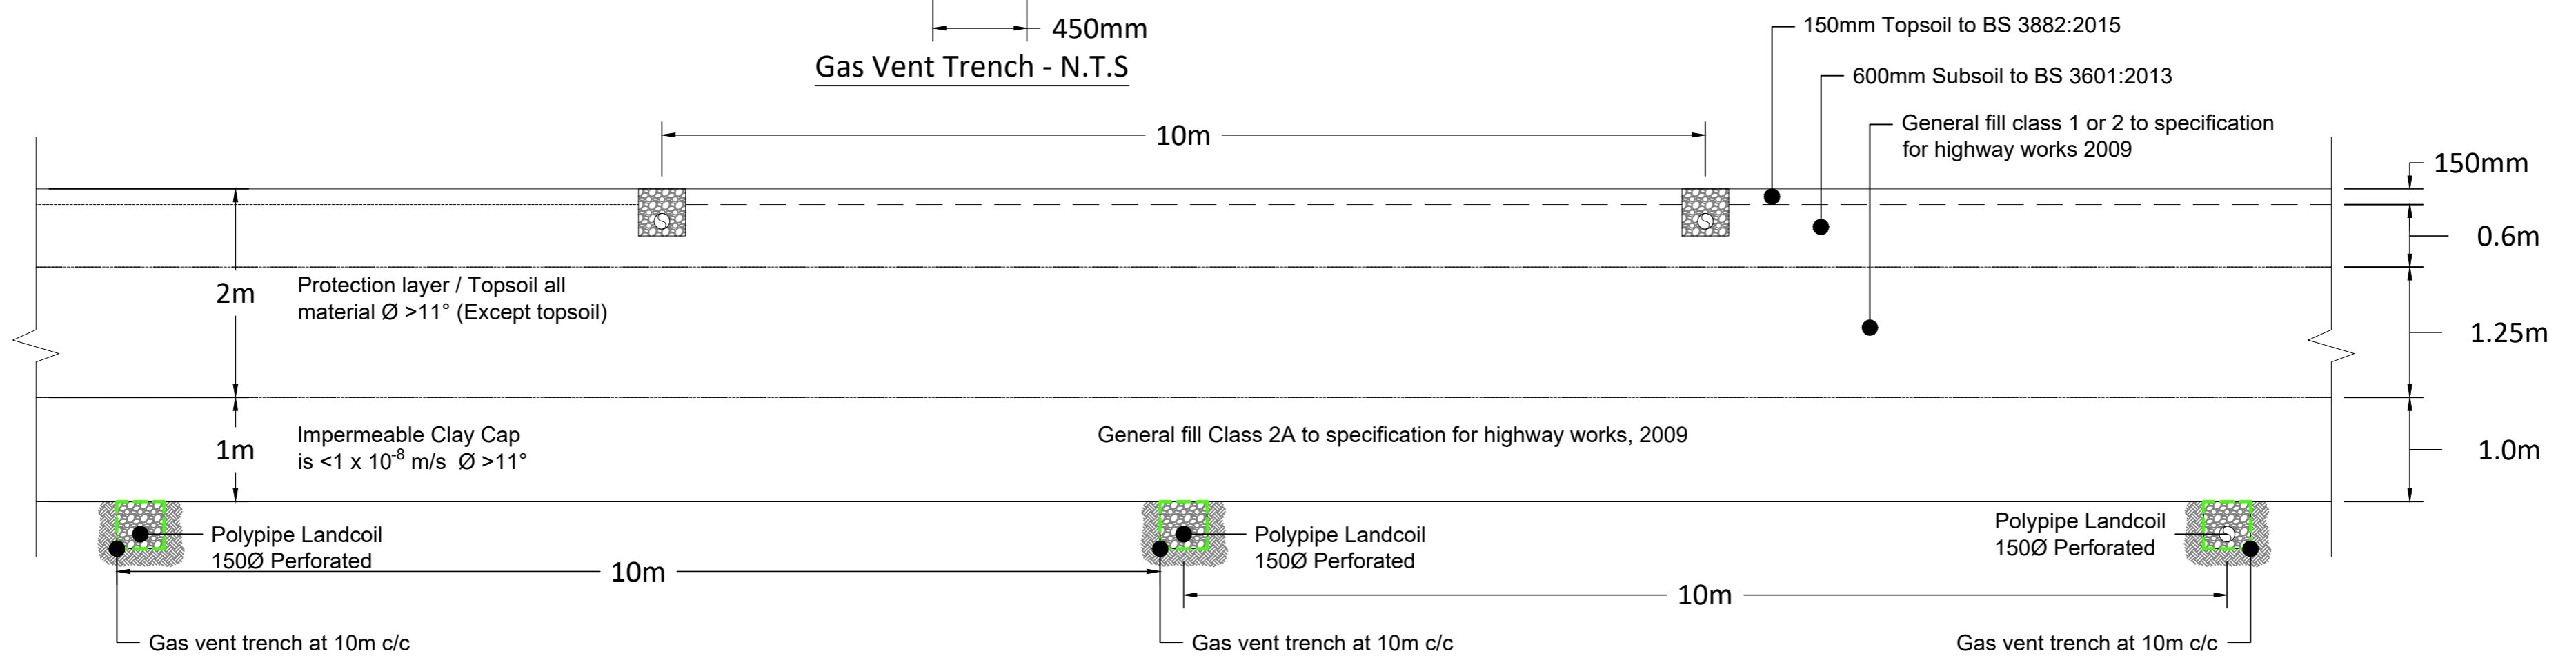 450mm
Gas Vent Trench - N.T.S
150mm Topsoil to BS 3882:2015
600mm Subsoil to BS 3601:2013
General fill class 1 or 2 to specification
for highway works 2009
10m
150mm
0.6m
2m
Protection layer / Topsoil all
material Ø >11° (Except topsoil)
1.25m
1m
Impermeable Clay Cap
is <1 x 10⁻⁸ m/s Ø >11°
General fill Class 2A to specification for highway works, 2009
1.0m
Polypipe Landcoil
150Ø Perforated
Polypipe Landcoil
150Ø Perforated
Polypipe Landcoil
150Ø Perforated
10m
10m
Gas vent trench at 10m c/c
Gas vent trench at 10m c/c
Gas vent trench at 10m c/c